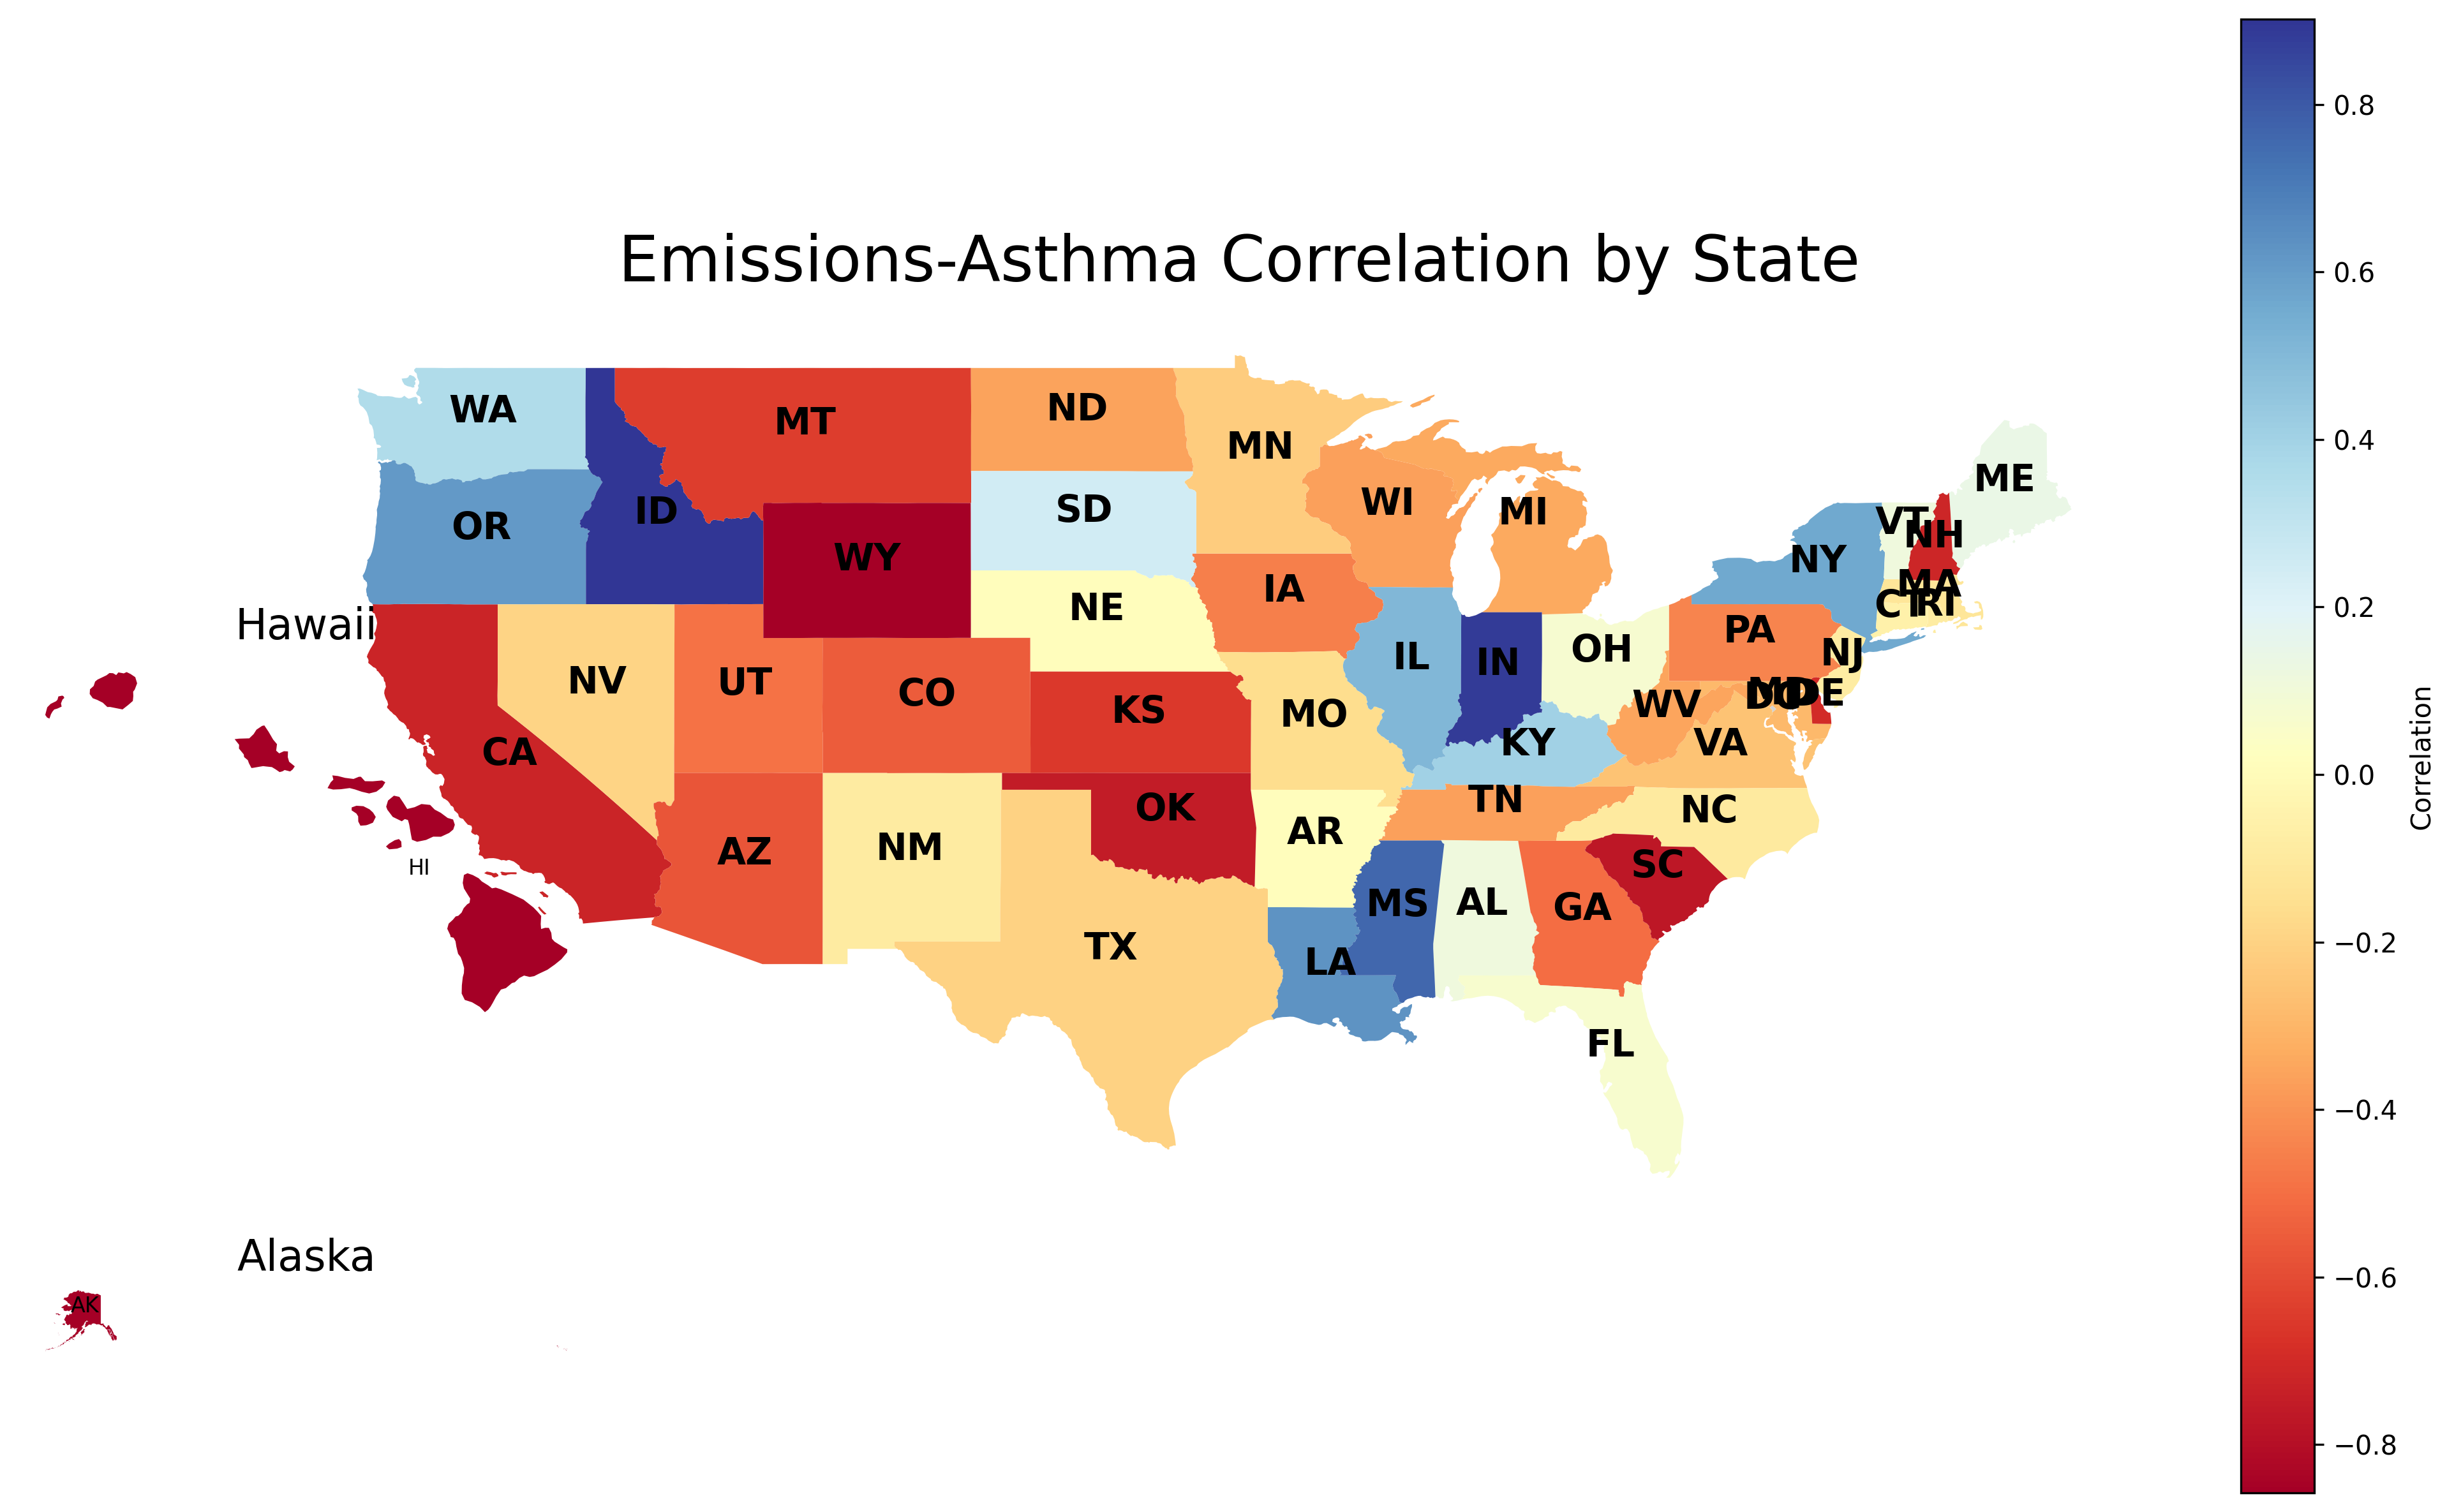 Emissions-Asthma Correlation by State
WA
MT
ND
MN
ME
OR
ID
WY
SD
WI
MI
VT
NH
NY
MA
CT
RI
IA
NE
PA
Hawaii
NV
UT
CO
KS
MO
IL
IN
OH
NJ
WV
MD
DC
DE
KY
VA
CA
AZ
NM
OK
AR
TN
NC
SC
HI
TX
LA
MS
AL
GA
FL
Alaska
AK
0.8
0.6
0.4
0.2
0.0
−0.2
−0.4
−0.6
−0.8
Correlation